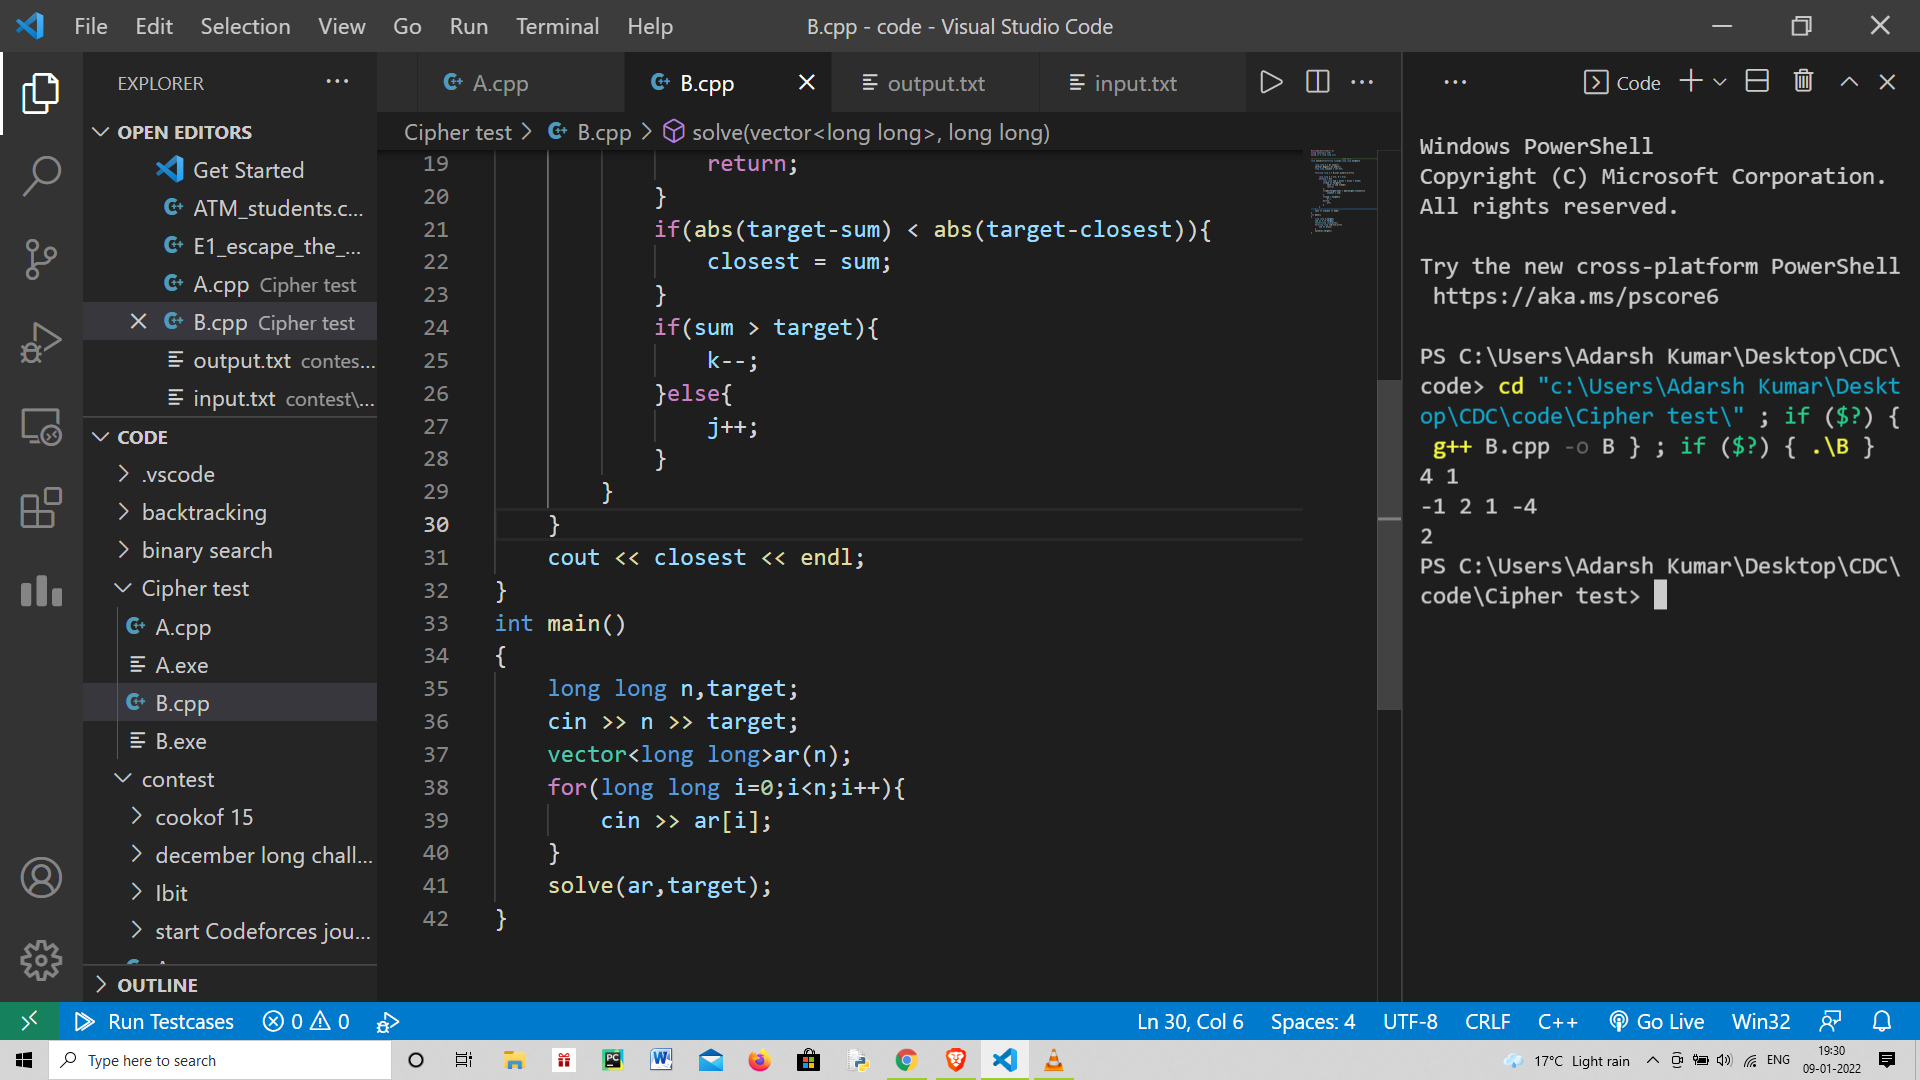 File Edit Selection View Go Run Terminal Help
B.cpp - code - Visual Studio Code
EXPLORER
OPEN EDITORS
Get Started
ATM_students.c...
E1_escape_the_...
A.cpp Cipher test
B.cpp Cipher test
output.txt contes...
input.txt contest\...
CODE
.vscode
backtracking
binary search
Cipher test
A.cpp
A.exe
B.cpp
B.exe
contest
cookof 15
december long chall...
lbit
start Codeforces jou...
OUTLINE
A.cpp
B.cpp
output.txt
input.txt
Cipher test > B.cpp > solve(vector<long long>, long long)
19 return;
20 }
21 if(abs(target-sum) < abs(target-closest)){
22 closest = sum;
23 }
24 if(sum > target){
25 k--;
26 }else{
27 j++;
28 }
29 }
30 }
31 cout << closest << endl;
32 }
33 int main()
34 {
35 long long n,target;
36 cin >> n >> target;
37 vector<long long>ar(n);
38 for(long long i=0;i<n;i++){
39 cin >> ar[i];
40 }
41 solve(ar,target);
42 }
Code
Windows PowerShell
Copyright (C) Microsoft Corporation.
All rights reserved.
Try the new cross-platform PowerShell
https://aka.ms/pscore6
PS C:\Users\Adarsh Kumar\Desktop\CDC\
code> cd "c:\Users\Adarsh Kumar\Deskt
op\CDC\code\Cipher test\" ; if ($?) {
g++ B.cpp -o B } ; if ($?) { .\B }
4 1
-1 2 1 -4
2
PS C:\Users\Adarsh Kumar\Desktop\CDC\
code\Cipher test>
Run Testcases 0 0
Ln 30, Col 6 Spaces: 4 UTF-8 CRLF C++ Go Live Win32
Type here to search
17°C Light rain
ENG
19:30
09-01-2022